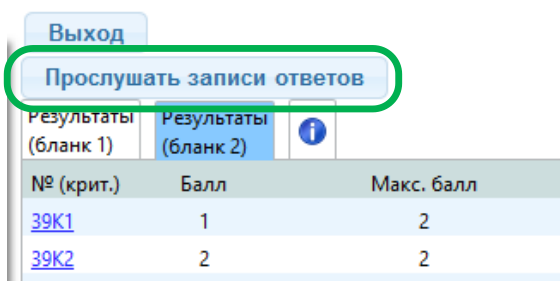 Выход
Прослушать записи ответов
Результаты Результаты
(бланк 1) (бланк 2)
№ (крит.) Балл Макс. балл
39К1 1 2
39К2 2 2